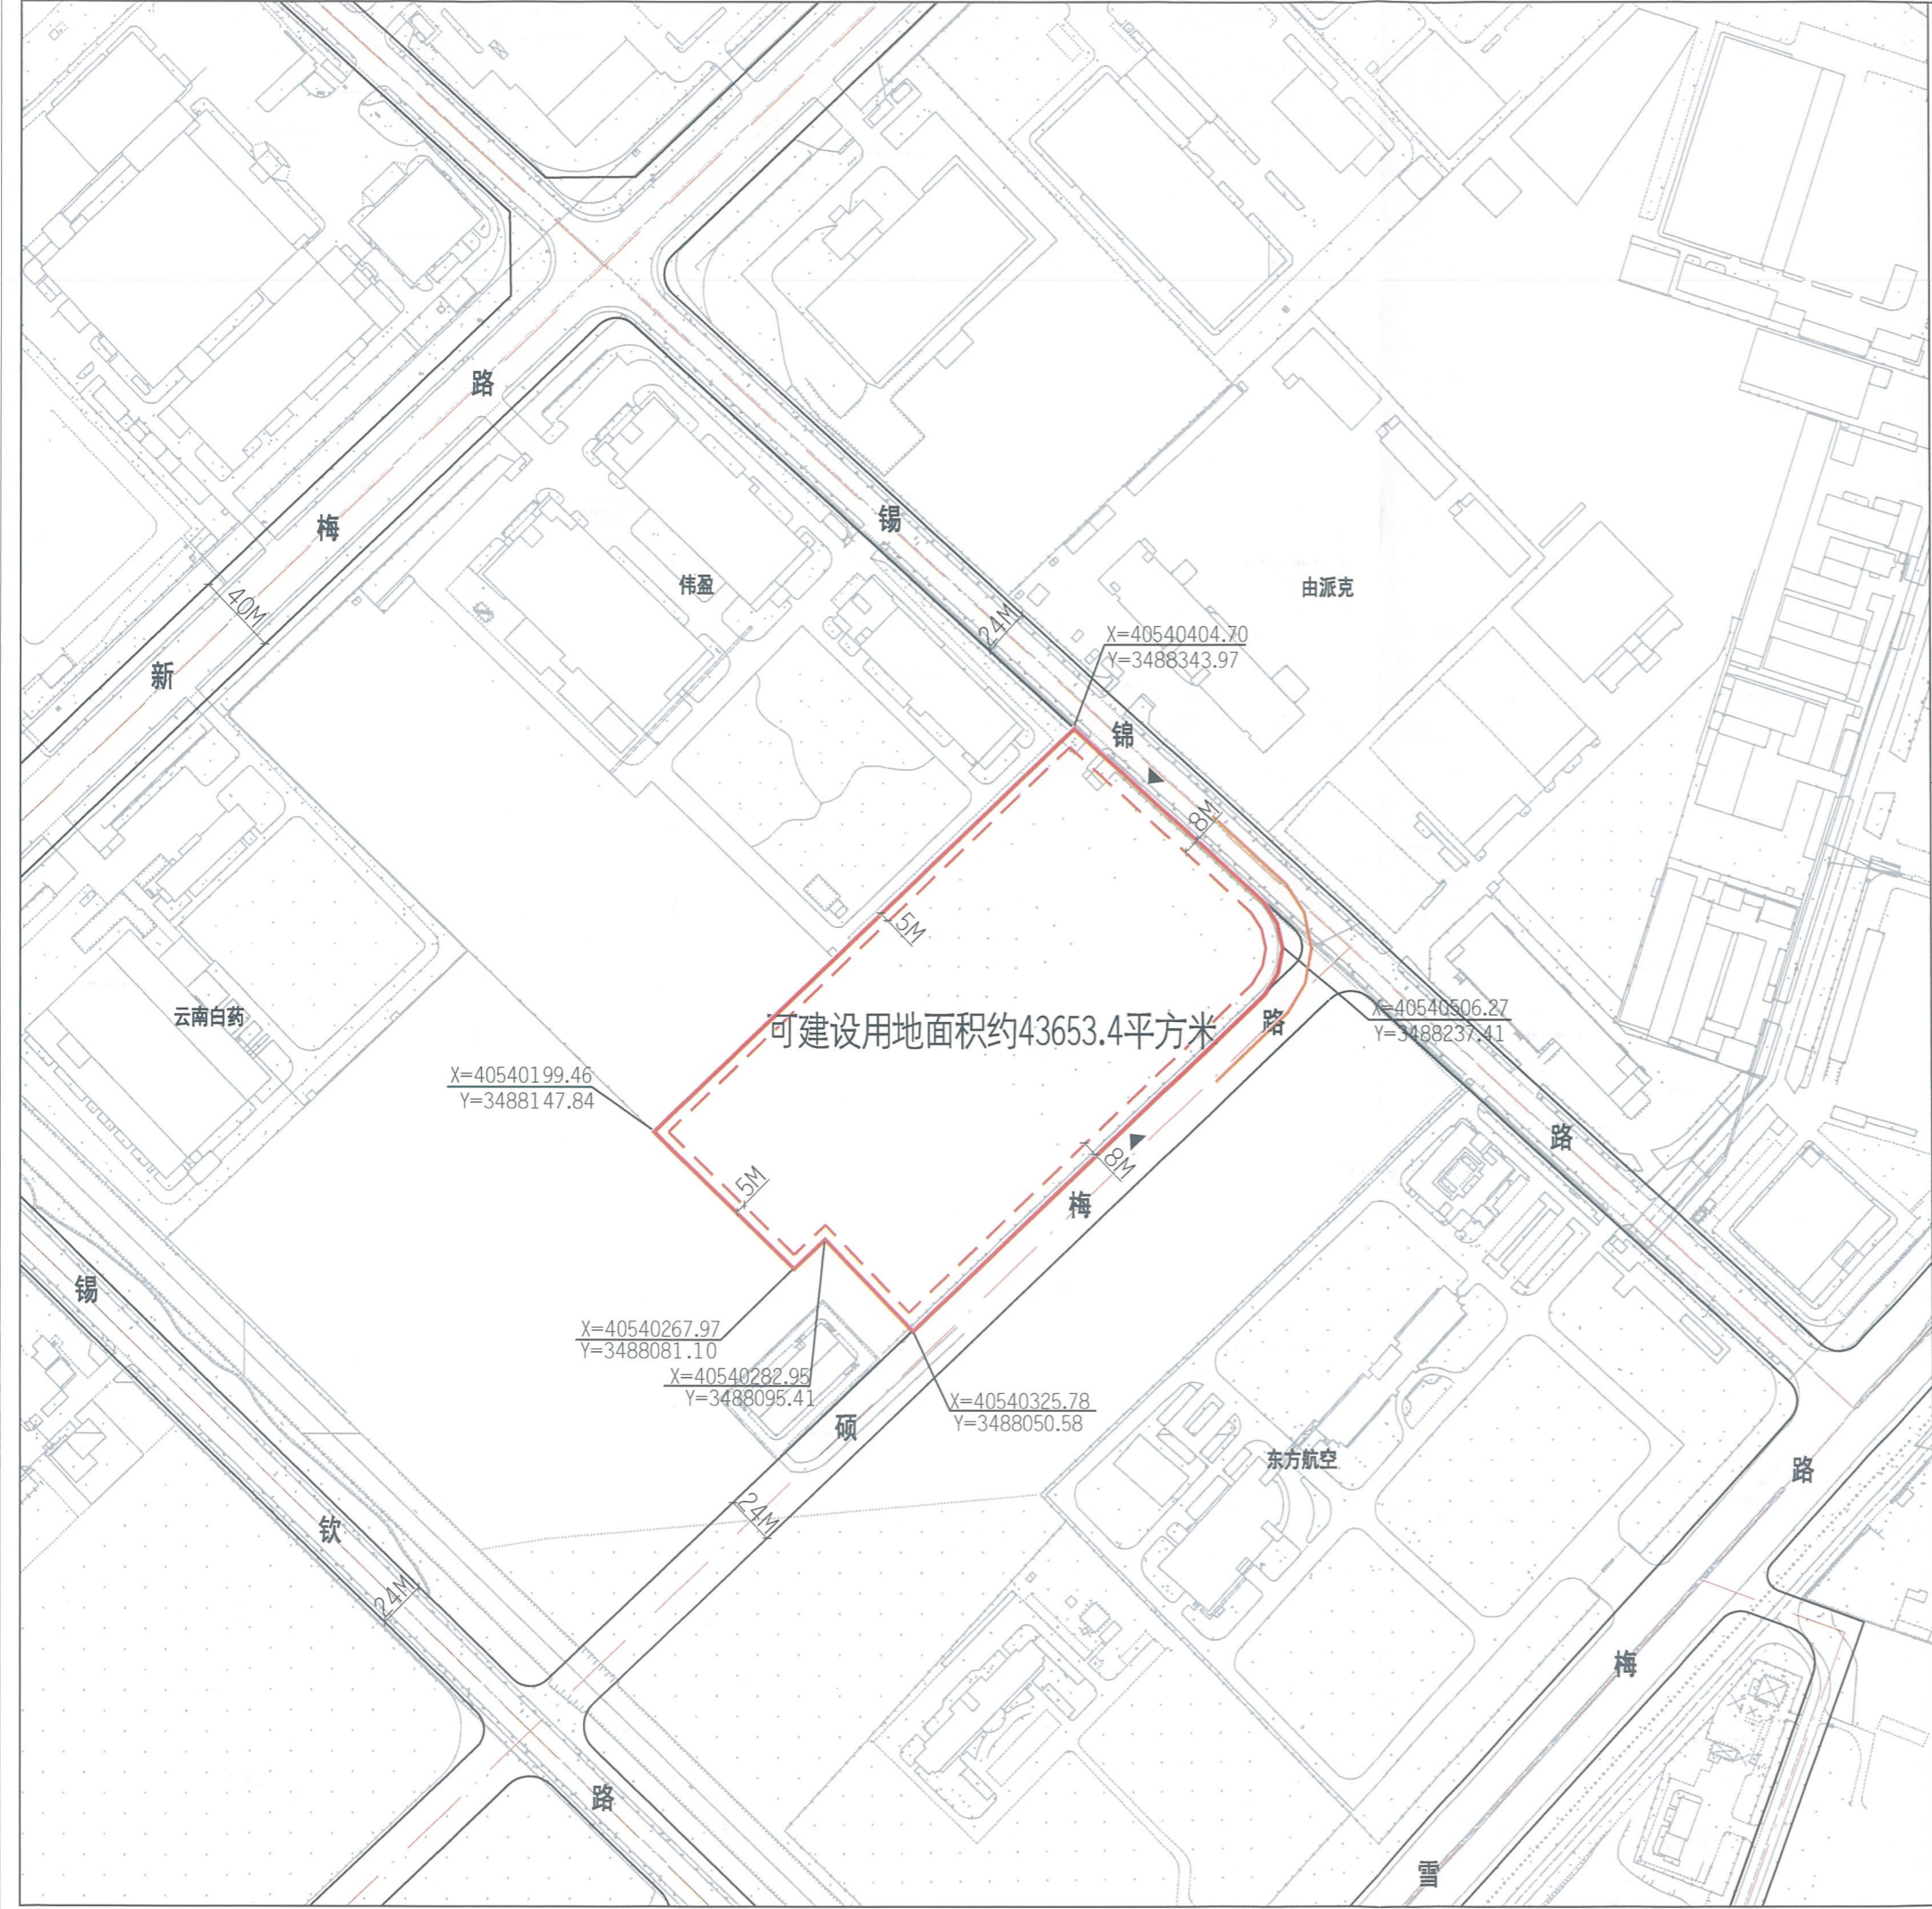 路
梅
新
40M
锡
伟盈
由派克
24M
X=40540404.70
Y=3488343.97
锦
8M
5M
云南白药
可建设用地面积约43653.4平方米
路
X=40540506.27
Y=3488237.41
X=40540199.46
Y=3488147.84
路
8M
5M
梅
锡
X=40540267.97
Y=3488081.10
X=40540282.95
Y=3488095.41
X=40540325.78
Y=3488050.58
硕
东方航空
路
24M
钦
24M
梅
路
雪